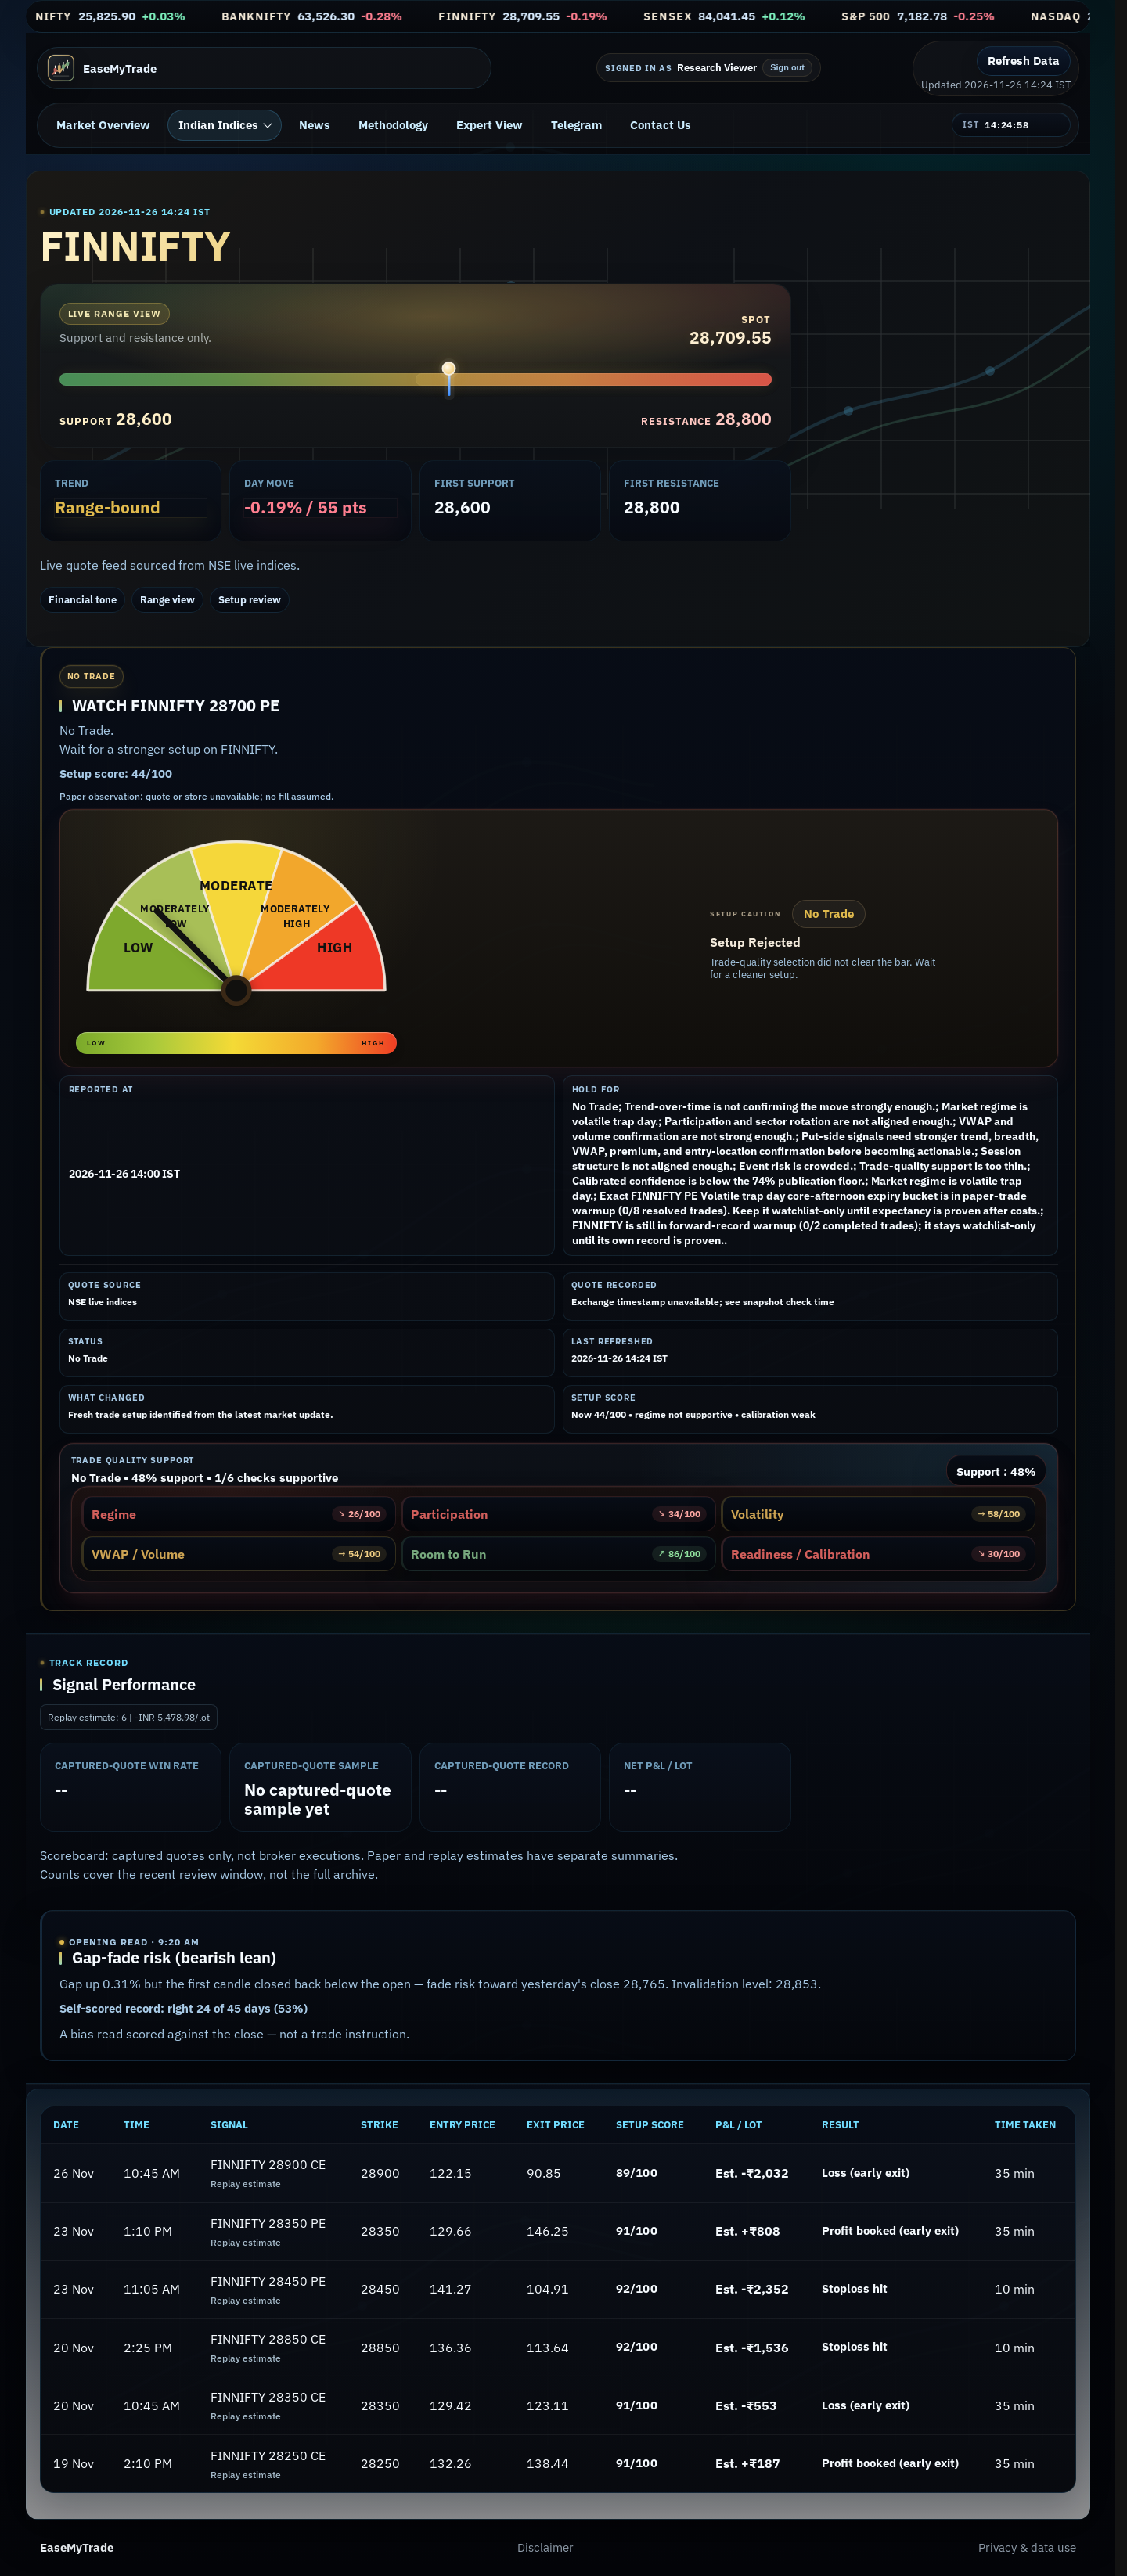 NIFTY 25,825.90 +0.03% BANKNIFTY 63,526.30 -0.28% FINNIFTY 28,709.55 -0.19% SENSEX 84,041.45 +0.12% S&P 500 7,182.78 -0.25% NASDAQ
EaseMyTrade
SIGNED IN AS Research Viewer Sign out
Refresh Data
Updated 2026-11-26 14:24 IST
Market Overview Indian Indices News Methodology Expert View Telegram Contact Us
IST 14:24:58
UPDATED 2026-11-26 14:24 IST
FINNIFTY
LIVE RANGE VIEW
Support and resistance only.
SPOT
28,709.55
SUPPORT 28,600
RESISTANCE 28,800
TREND
Range-bound
DAY MOVE
-0.19% / 55 pts
FIRST SUPPORT
28,600
FIRST RESISTANCE
28,800
Live quote feed sourced from NSE live indices.
Financial tone Range view Setup review
NO TRADE
WATCH FINNIFTY 28700 PE
No Trade.
Wait for a stronger setup on FINNIFTY.
Setup score: 44/100
Paper observation: quote or store unavailable; no fill assumed.
MODERATE
MODERATELY
LOW
MODERATELY
HIGH
LOW
HIGH
LOW HIGH
SETUP CAUTION No Trade
Setup Rejected
Trade-quality selection did not clear the bar. Wait
for a cleaner setup.
REPORTED AT
2026-11-26 14:00 IST
HOLD FOR
No Trade; Trend-over-time is not confirming the move strongly enough.; Market regime is
volatile trap day.; Participation and sector rotation are not aligned enough.; VWAP and
volume confirmation are not strong enough.; Put-side signals need stronger trend, breadth,
VWAP, premium, and entry-location confirmation before becoming actionable.; Session
structure is not aligned enough.; Event risk is crowded.; Trade-quality support is too thin.;
Calibrated confidence is below the 74% publication floor.; Market regime is volatile trap
day.; Exact FINNIFTY PE Volatile trap day core-afternoon expiry bucket is in paper-trade
warmup (0/8 resolved trades). Keep it watchlist-only until expectancy is proven after costs.;
FINNIFTY is still in forward-record warmup (0/2 completed trades); it stays watchlist-only
until its own record is proven..
QUOTE SOURCE
NSE live indices
QUOTE RECORDED
Exchange timestamp unavailable; see snapshot check time
STATUS
No Trade
LAST REFRESHED
2026-11-26 14:24 IST
WHAT CHANGED
Fresh trade setup identified from the latest market update.
SETUP SCORE
Now 44/100 • regime not supportive • calibration weak
TRADE QUALITY SUPPORT
No Trade • 48% support • 1/6 checks supportive
Support : 48%
Regime ↘ 26/100
Participation ↘ 34/100
Volatility → 58/100
VWAP / Volume → 54/100
Room to Run ↗ 86/100
Readiness / Calibration ↘ 30/100
TRACK RECORD
Signal Performance
Replay estimate: 6 | -INR 5,478.98/lot
CAPTURED-QUOTE WIN RATE
--
CAPTURED-QUOTE SAMPLE
No captured-quote
sample yet
CAPTURED-QUOTE RECORD
--
NET P&L / LOT
--
Scoreboard: captured quotes only, not broker executions. Paper and replay estimates have separate summaries.
Counts cover the recent review window, not the full archive.
OPENING READ · 9:20 AM
Gap-fade risk (bearish lean)
Gap up 0.31% but the first candle closed back below the open — fade risk toward yesterday's close 28,765. Invalidation level: 28,853.
Self-scored record: right 24 of 45 days (53%)
A bias read scored against the close — not a trade instruction.
DATE TIME SIGNAL STRIKE ENTRY PRICE EXIT PRICE SETUP SCORE P&L / LOT RESULT TIME TAKEN
26 Nov 10:45 AM FINNIFTY 28900 CE 28900 122.15 90.85 89/100 Est. -₹2,032 Loss (early exit) 35 min
Replay estimate
23 Nov 1:10 PM FINNIFTY 28350 PE 28350 129.66 146.25 91/100 Est. +₹808 Profit booked (early exit) 35 min
Replay estimate
23 Nov 11:05 AM FINNIFTY 28450 PE 28450 141.27 104.91 92/100 Est. -₹2,352 Stoploss hit 10 min
Replay estimate
20 Nov 2:25 PM FINNIFTY 28850 CE 28850 136.36 113.64 92/100 Est. -₹1,536 Stoploss hit 10 min
Replay estimate
20 Nov 10:45 AM FINNIFTY 28350 CE 28350 129.42 123.11 91/100 Est. -₹553 Loss (early exit) 35 min
Replay estimate
19 Nov 2:10 PM FINNIFTY 28250 CE 28250 132.26 138.44 91/100 Est. +₹187 Profit booked (early exit) 35 min
Replay estimate
EaseMyTrade Disclaimer Privacy & data use